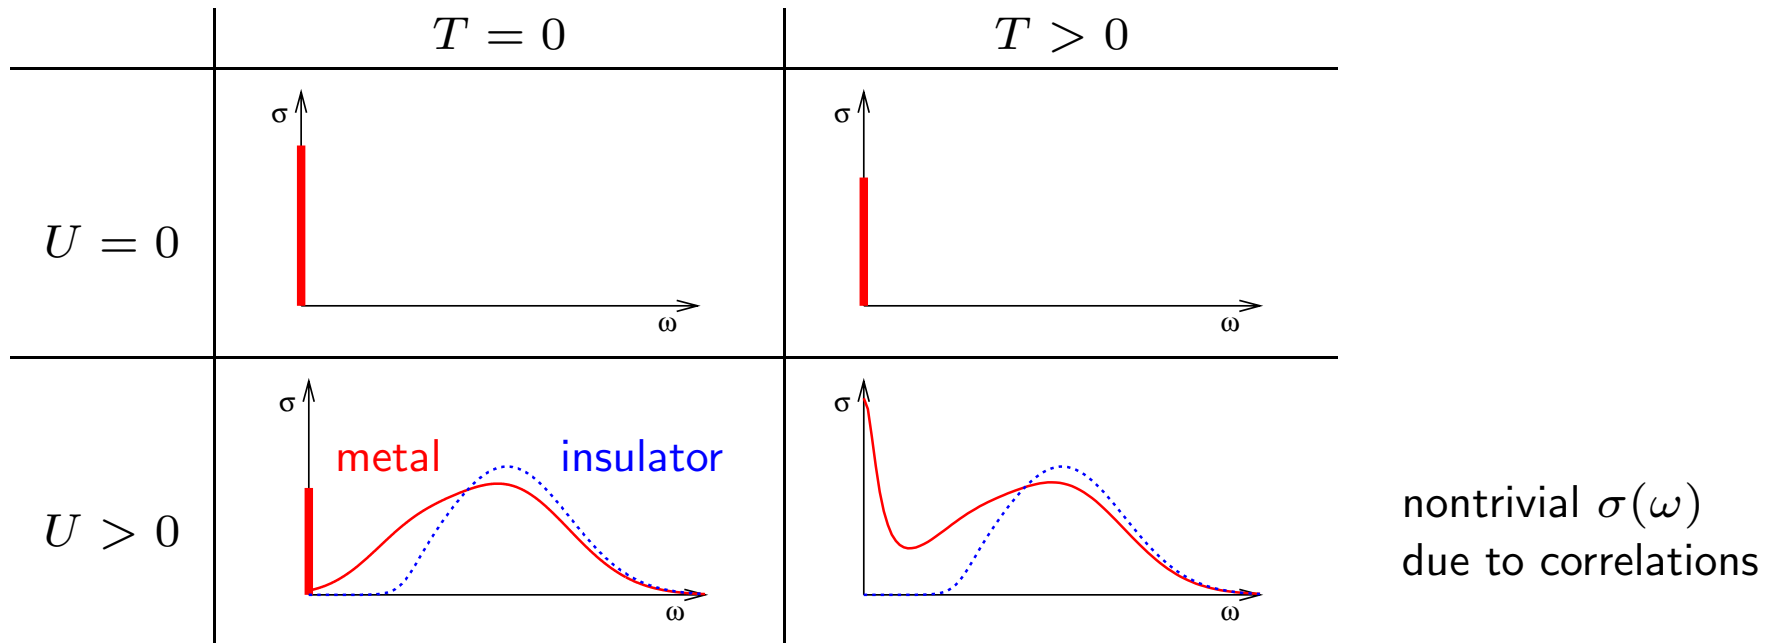 T = 0
T > 0
U = 0
σ
ω
σ
ω
U > 0
σ
metal
insulator
ω
σ
ω
nontrivial σ(ω)
due to correlations